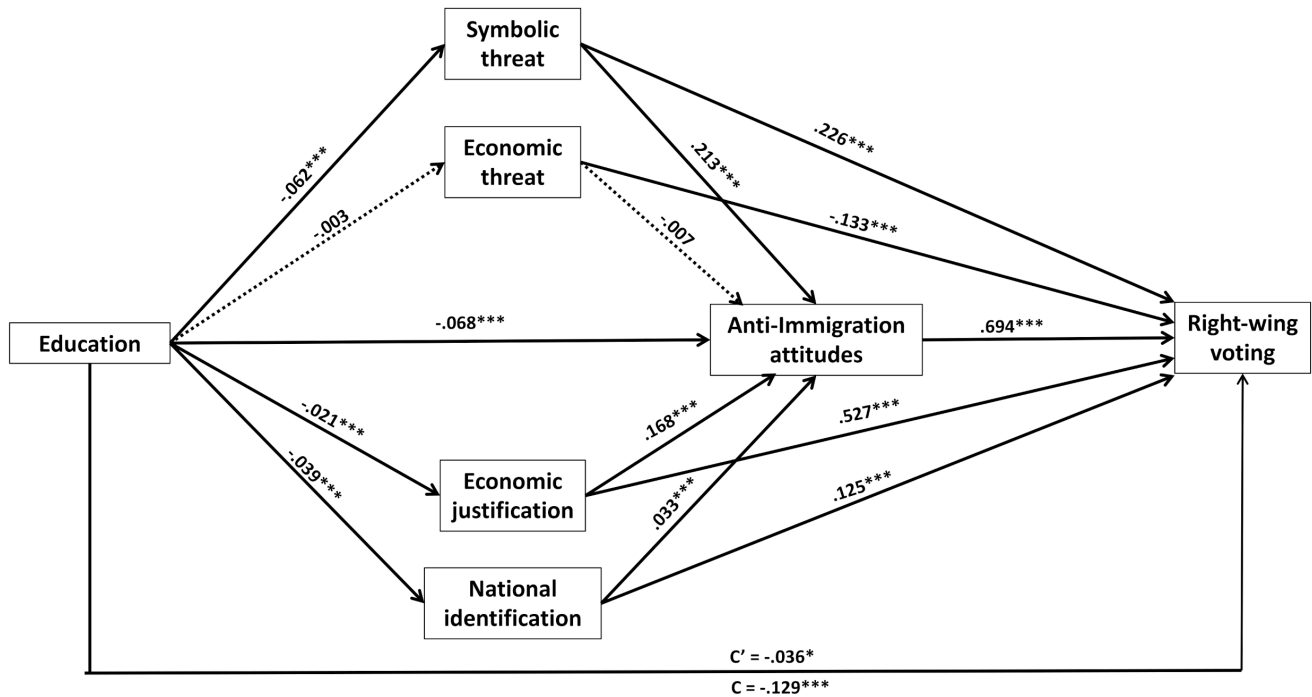 Symbolic
threat
-.062***
.226***
.213***
Economic
threat
-.003
-.007
-.133***
Education
-.068***
Anti-Immigration
attitudes
.694***
Right-wing
voting
-.021***
-.039***
.168***
.527***
Economic
justification
.033***
.125***
National
identification
C’ = -.036*
C = -.129***